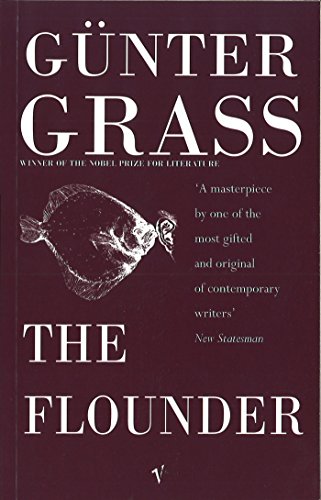 GÜNTER
GRASS
WINNER OF THE NOBEL PRIZE FOR LITERATURE
‘A masterpiece
by one of the
most gifted
and original
of contemporary
writers’
New Statesman
THE
FLOUNDER
V